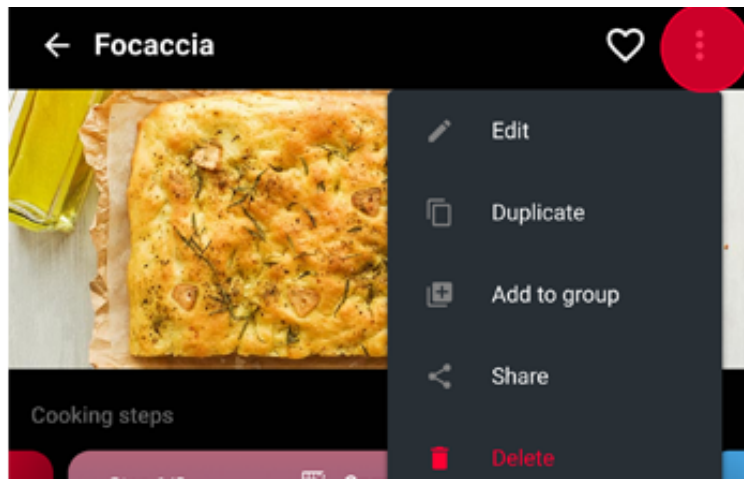 Focaccia
Edit
Duplicate
Add to group
Share
Cooking steps
Delete